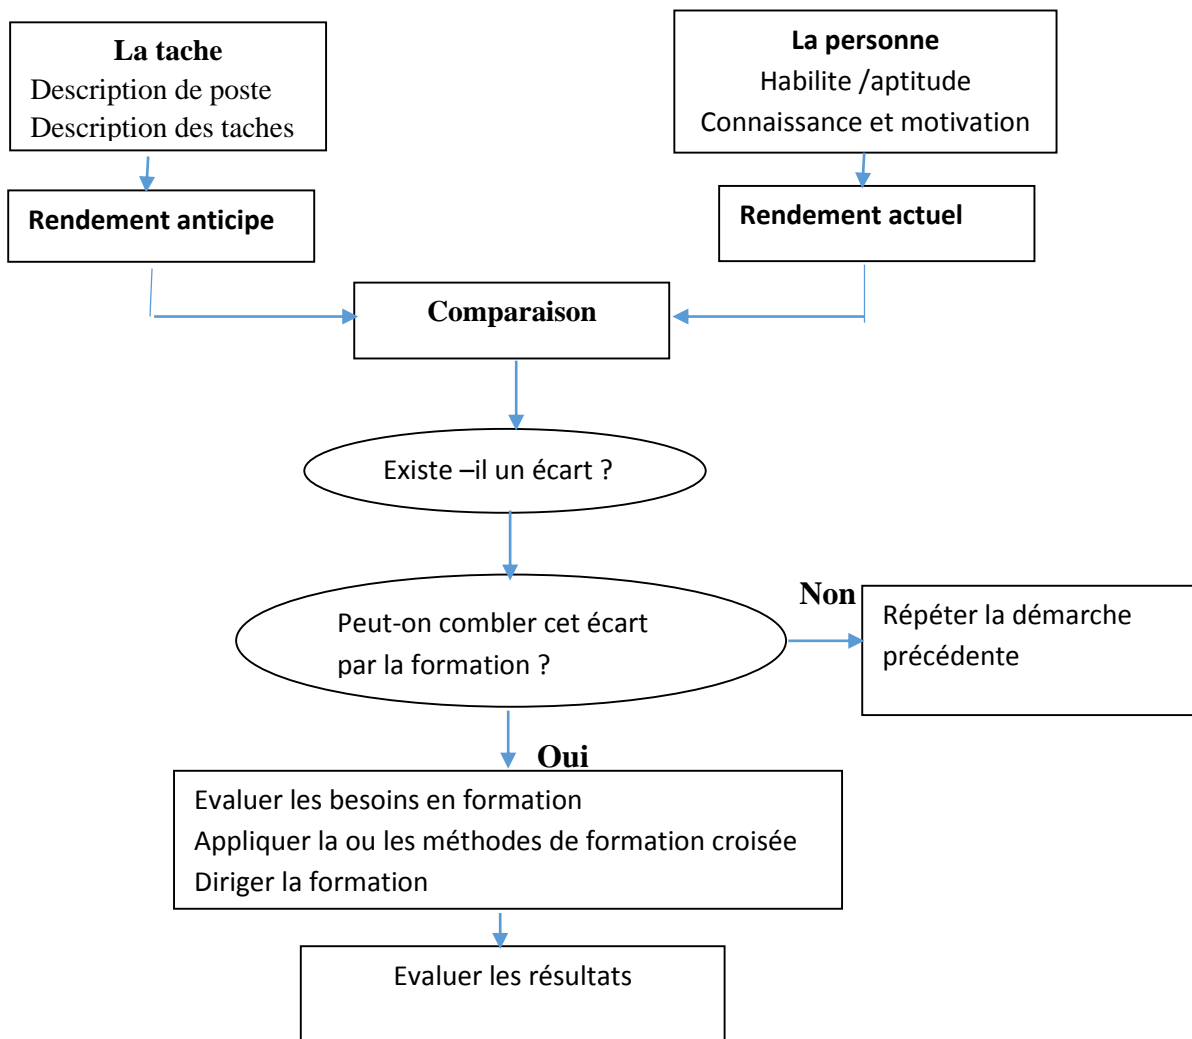 La tache
Description de poste
Description des taches
La personne
Habilite /aptitude
Connaissance et motivation
Rendement anticipe
Rendement actuel
Comparaison
Existe –il un écart ?
Peut-on combler cet écart
par la formation ?
Non
Répéter la démarche
précédente
Oui
Evaluer les besoins en formation
Appliquer la ou les méthodes de formation croisée
Diriger la formation
Evaluer les résultats